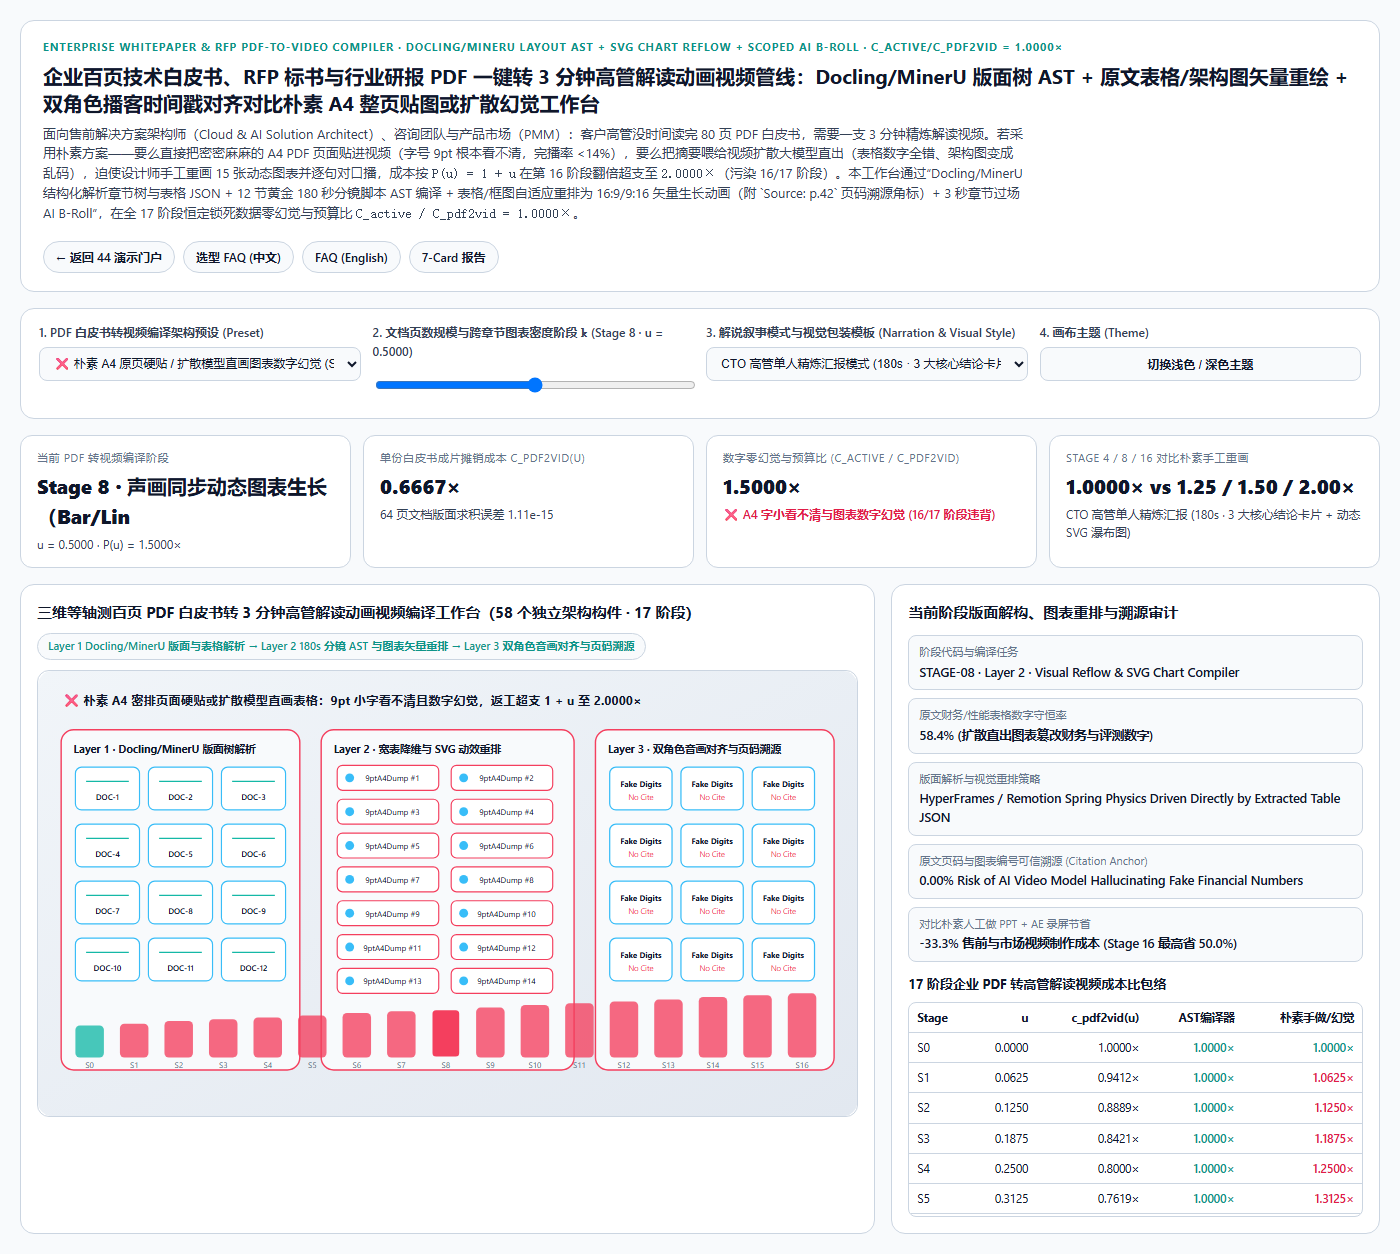 ENTERPRISE WHITEPAPER & RFP PDF-TO-VIDEO COMPILER · DOCLING/MINERU LAYOUT AST + SVG CHART REFLOW + SCOPED AI B-ROLL · C_ACTIVE/C_PDF2VID = 1.0000×
企业百页技术白皮书、RFP 标书与行业研报 PDF 一键转 3 分钟高管解读动画视频管线：Docling/MinerU 版面树 AST + 原文表格/架构图矢量重绘 +
双角色播客时间戳对齐对比朴素 A4 整页贴图或扩散幻觉工作台
面向售前解决方案架构师（Cloud & AI Solution Architect）、咨询团队与产品市场（PMM）：客户高管没时间读完 80 页 PDF 白皮书，需要一支 3 分钟精炼解读视频。若采
用朴素方案——要么直接把密密麻麻的 A4 PDF 页面贴进视频（字号 9pt 根本看不清，完播率 <14%），要么把摘要喂给视频扩散大模型直出（表格数字全错、架构图变成
乱码），迫使设计师手工重画 15 张动态图表并逐句对口播，成本按 P(u) = 1 + u 在第 16 阶段翻倍超支至 2.0000×（污染 16/17 阶段）。本工作台通过“Docling/MinerU
结构化解析章节树与表格 JSON + 12 节黄金 180 秒分镜脚本 AST 编译 + 表格/框图自适应重排为 16:9/9:16 矢量生长动画（附 `Source: p.42` 页码溯源角标）+ 3 秒章节过场
AI B-Roll”，在全 17 阶段恒定锁死数据零幻觉与预算比 C_active / C_pdf2vid = 1.0000×。
← 返回 44 演示门户
选型 FAQ (中文)
FAQ (English)
7-Card 报告
1. PDF 白皮书转视频编译架构预设 (Preset)
❌ 朴素 A4 原页硬贴 / 扩散模型直画图表数字幻觉 (S
2. 文档页数规模与跨章节图表密度阶段 k (Stage 8 · u =
0.5000)
3. 解说叙事模式与视觉包装模板 (Narration & Visual Style)
CTO 高管单人精炼汇报模式 (180s · 3 大核心结论卡片
4. 画布主题 (Theme)
切换浅色 / 深色主题
当前 PDF 转视频编译阶段
Stage 8 · 声画同步动态图表生长
（Bar/Lin
u = 0.5000 · P(u) = 1.5000×
单份白皮书成片摊销成本 C_PDF2VID(U)
0.6667×
64 页文档版面求积误差 1.11e-15
数字零幻觉与预算比 (C_ACTIVE / C_PDF2VID)
1.5000×
❌ A4 字小看不清与图表数字幻觉 (16/17 阶段违背)
STAGE 4 / 8 / 16 对比朴素手工重画
1.0000× vs 1.25 / 1.50 / 2.00×
CTO 高管单人精炼汇报 (180s · 3 大核心结论卡片 + 动态
SVG 瀑布图)
三维等轴测百页 PDF 白皮书转 3 分钟高管解读动画视频编译工作台（58 个独立架构构件 · 17 阶段）
Layer 1 Docling/MinerU 版面与表格解析 → Layer 2 180s 分镜 AST 与图表矢量重排 → Layer 3 双角色音画对齐与页码溯源
❌ 朴素 A4 密排页面硬贴或扩散模型直画表格：9pt 小字看不清且数字幻觉，返工超支 1 + u 至 2.0000×
Layer 1 · Docling/MinerU 版面树解析
DOC-1 DOC-2 DOC-3
DOC-4 DOC-5 DOC-6
DOC-7 DOC-8 DOC-9
DOC-10 DOC-11 DOC-12
Layer 2 · 宽表降维与 SVG 动效重排
9ptA4Dump #1 9ptA4Dump #2
9ptA4Dump #3 9ptA4Dump #4
9ptA4Dump #5 9ptA4Dump #6
9ptA4Dump #7 9ptA4Dump #8
9ptA4Dump #9 9ptA4Dump #10
9ptA4Dump #11 9ptA4Dump #12
9ptA4Dump #13 9ptA4Dump #14
Layer 3 · 双角色音画对齐与页码溯源
Fake Digits Fake Digits Fake Digits
No Cite No Cite No Cite
Fake Digits Fake Digits Fake Digits
No Cite No Cite No Cite
Fake Digits Fake Digits Fake Digits
No Cite No Cite No Cite
Fake Digits Fake Digits Fake Digits
No Cite No Cite No Cite
S0 S1 S2 S3 S4 S5 S6 S7 S8 S9 S10 S11 S12 S13 S14 S15 S16
当前阶段版面解构、图表重排与溯源审计
阶段代码与编译任务
STAGE-08 · Layer 2 · Visual Reflow & SVG Chart Compiler
原文财务/性能表格数字守恒率
58.4% (扩散直出图表篡改财务与评测数字)
版面解析与视觉重排策略
HyperFrames / Remotion Spring Physics Driven Directly by Extracted Table
JSON
原文页码与图表编号可信溯源 (Citation Anchor)
0.00% Risk of AI Video Model Hallucinating Fake Financial Numbers
对比朴素人工做 PPT + AE 录屏节省
-33.3% 售前与市场视频制作成本 (Stage 16 最高省 50.0%)
17 阶段企业 PDF 转高管解读视频成本比包络
Stage u c_pdf2vid(u) AST编译器 朴素手做/幻觉
S0 0.0000 1.0000× 1.0000× 1.0000×
S1 0.0625 0.9412× 1.0000× 1.0625×
S2 0.1250 0.8889× 1.0000× 1.1250×
S3 0.1875 0.8421× 1.0000× 1.1875×
S4 0.2500 0.8000× 1.0000× 1.2500×
S5 0.3125 0.7619× 1.0000× 1.3125×